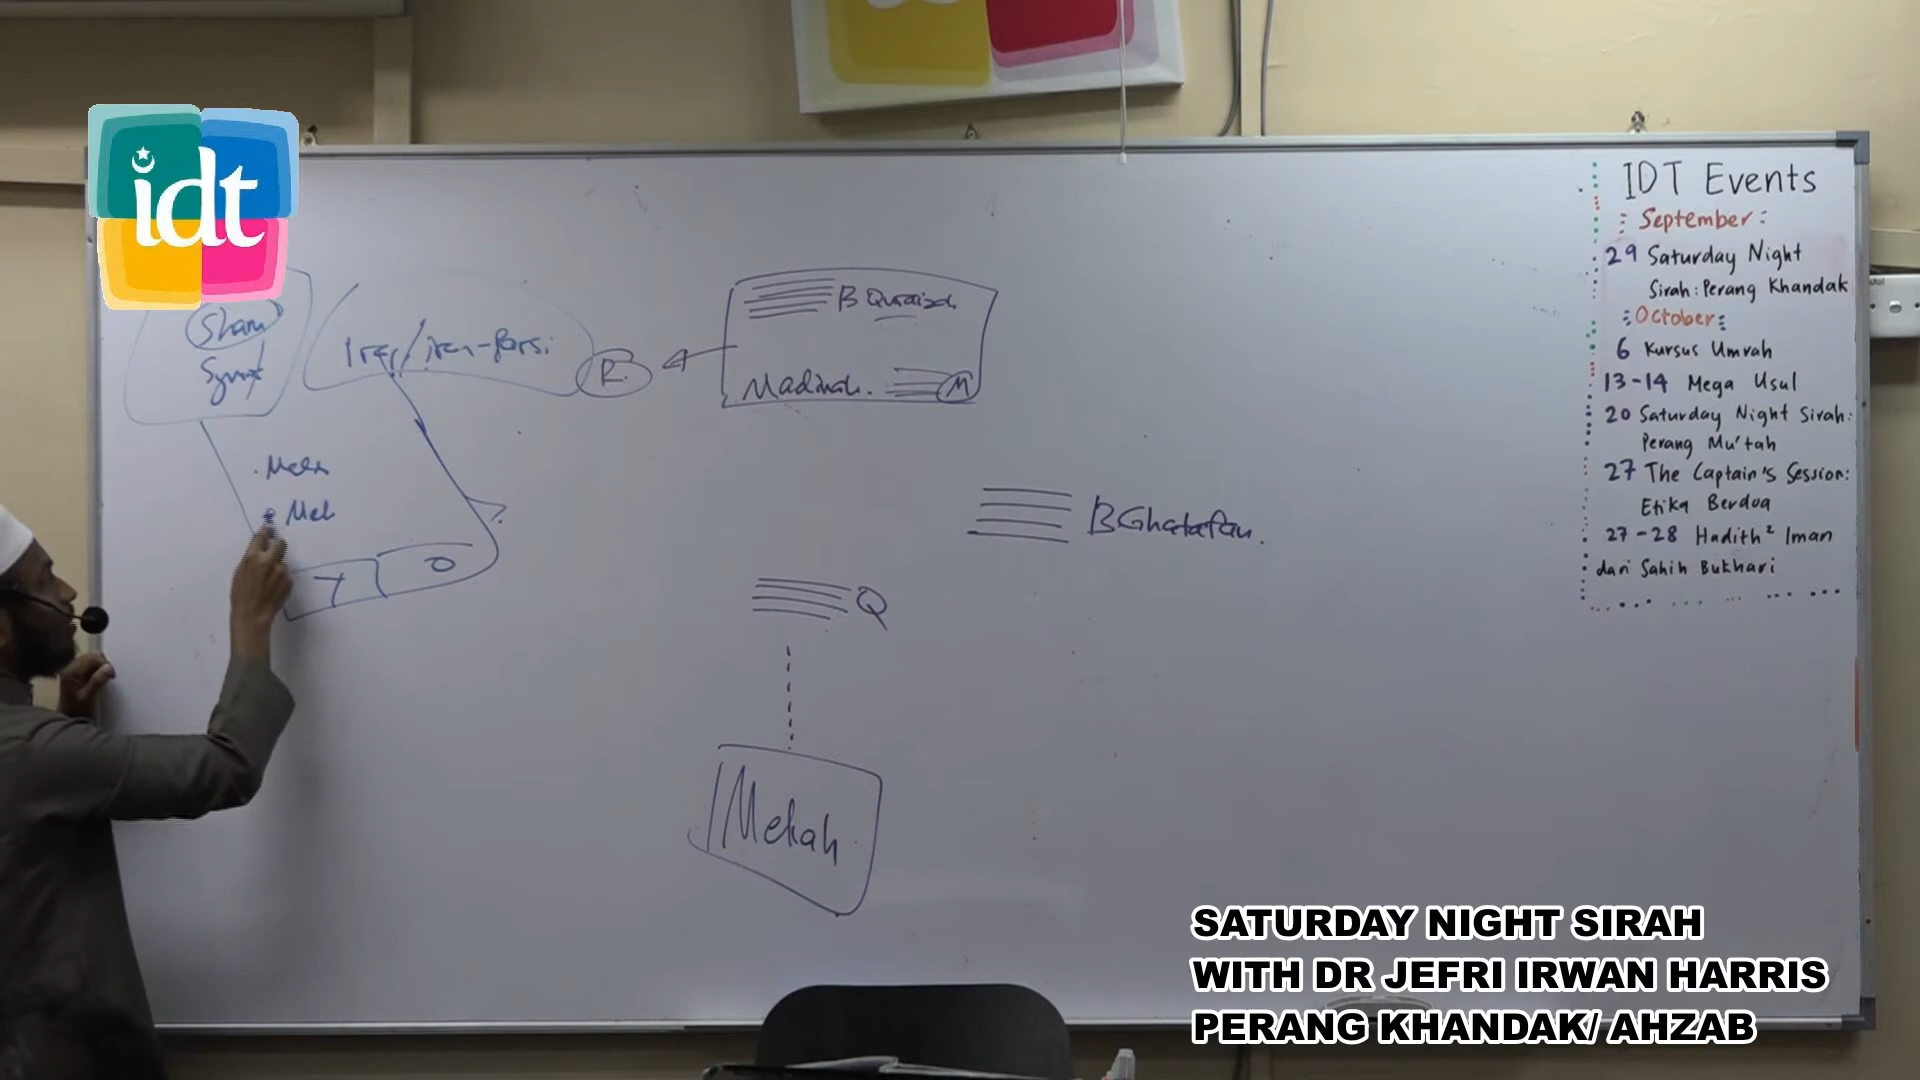 idt
Sham
Syria
Iraq/iran-Parsi
R
B Quraizah
Madinah.
M
. Mek
Y
O
B Ghatafan.
Q
Mekah
IDT Events
September:
29 Saturday Night
Sirah: Perang Khandak
October:
6 Kursus Umrah
13-14 Mega Usul
20 Saturday Night Sirah:
Perang Mu'tah
27 The Captain's Session:
Etika Berdoa
27-28 Hadith² Iman
dari Sahih Bukhari
SATURDAY NIGHT SIRAH
WITH DR JEFRI IRWAN HARRIS
PERANG KHANDAK/ AHZAB